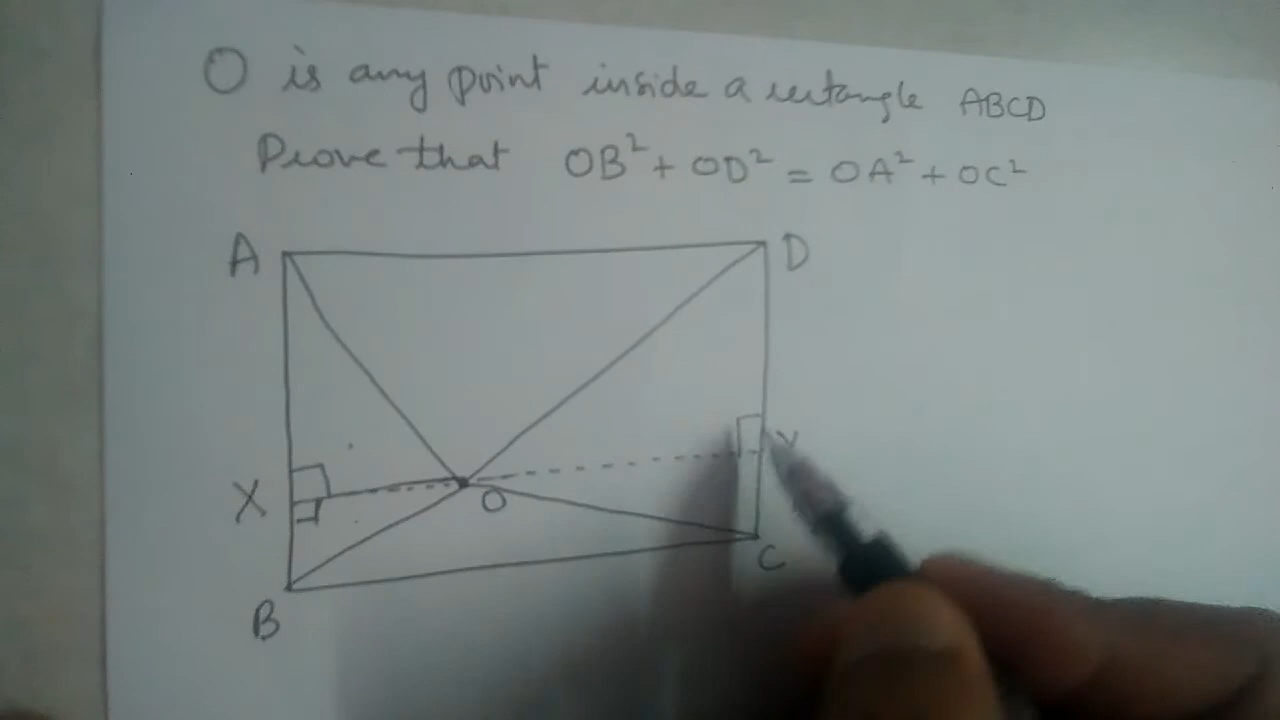 O is any point inside a rectangle ABCD
Prove that OB² + OD² = OA² + OC²
A D
X Y
O
C
B